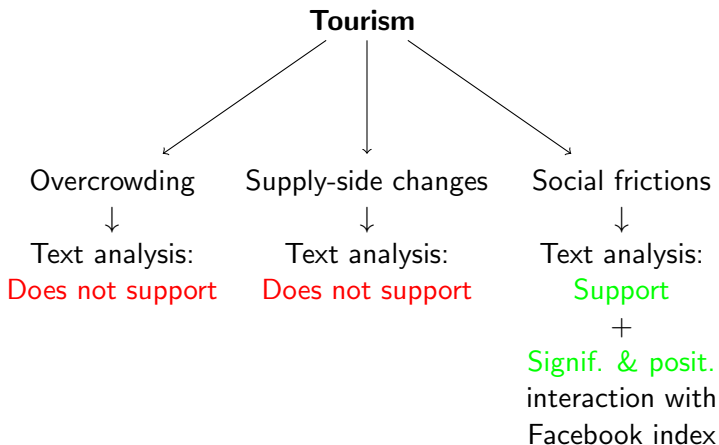 Tourism
Overcrowding
Supply-side changes
Social frictions
Text analysis:
Does not support
Text analysis:
Does not support
Text analysis:
Support
+
Signif. & posit.
interaction with
Facebook index